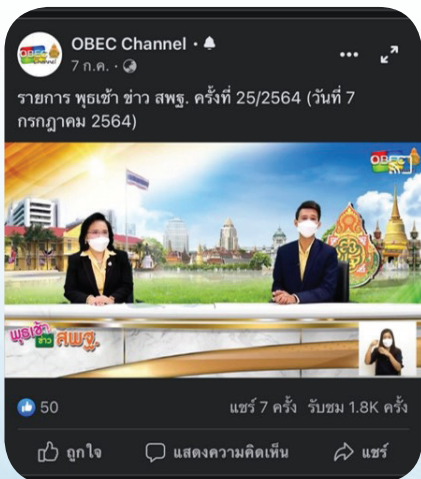 OBEC Channel ·
7 ก.ค. ·
รายการ พุธเช้า ข่าว สพฐ. ครั้งที่ 25/2564 (วันที่ 7
กรกฎาคม 2564)
OBEC
พุธเช้า
ข่าว สพฐ.
50
แชร์ 7 ครั้ง รับชม 1.8K ครั้ง
ถูกใจ
แสดงความคิดเห็น
แชร์